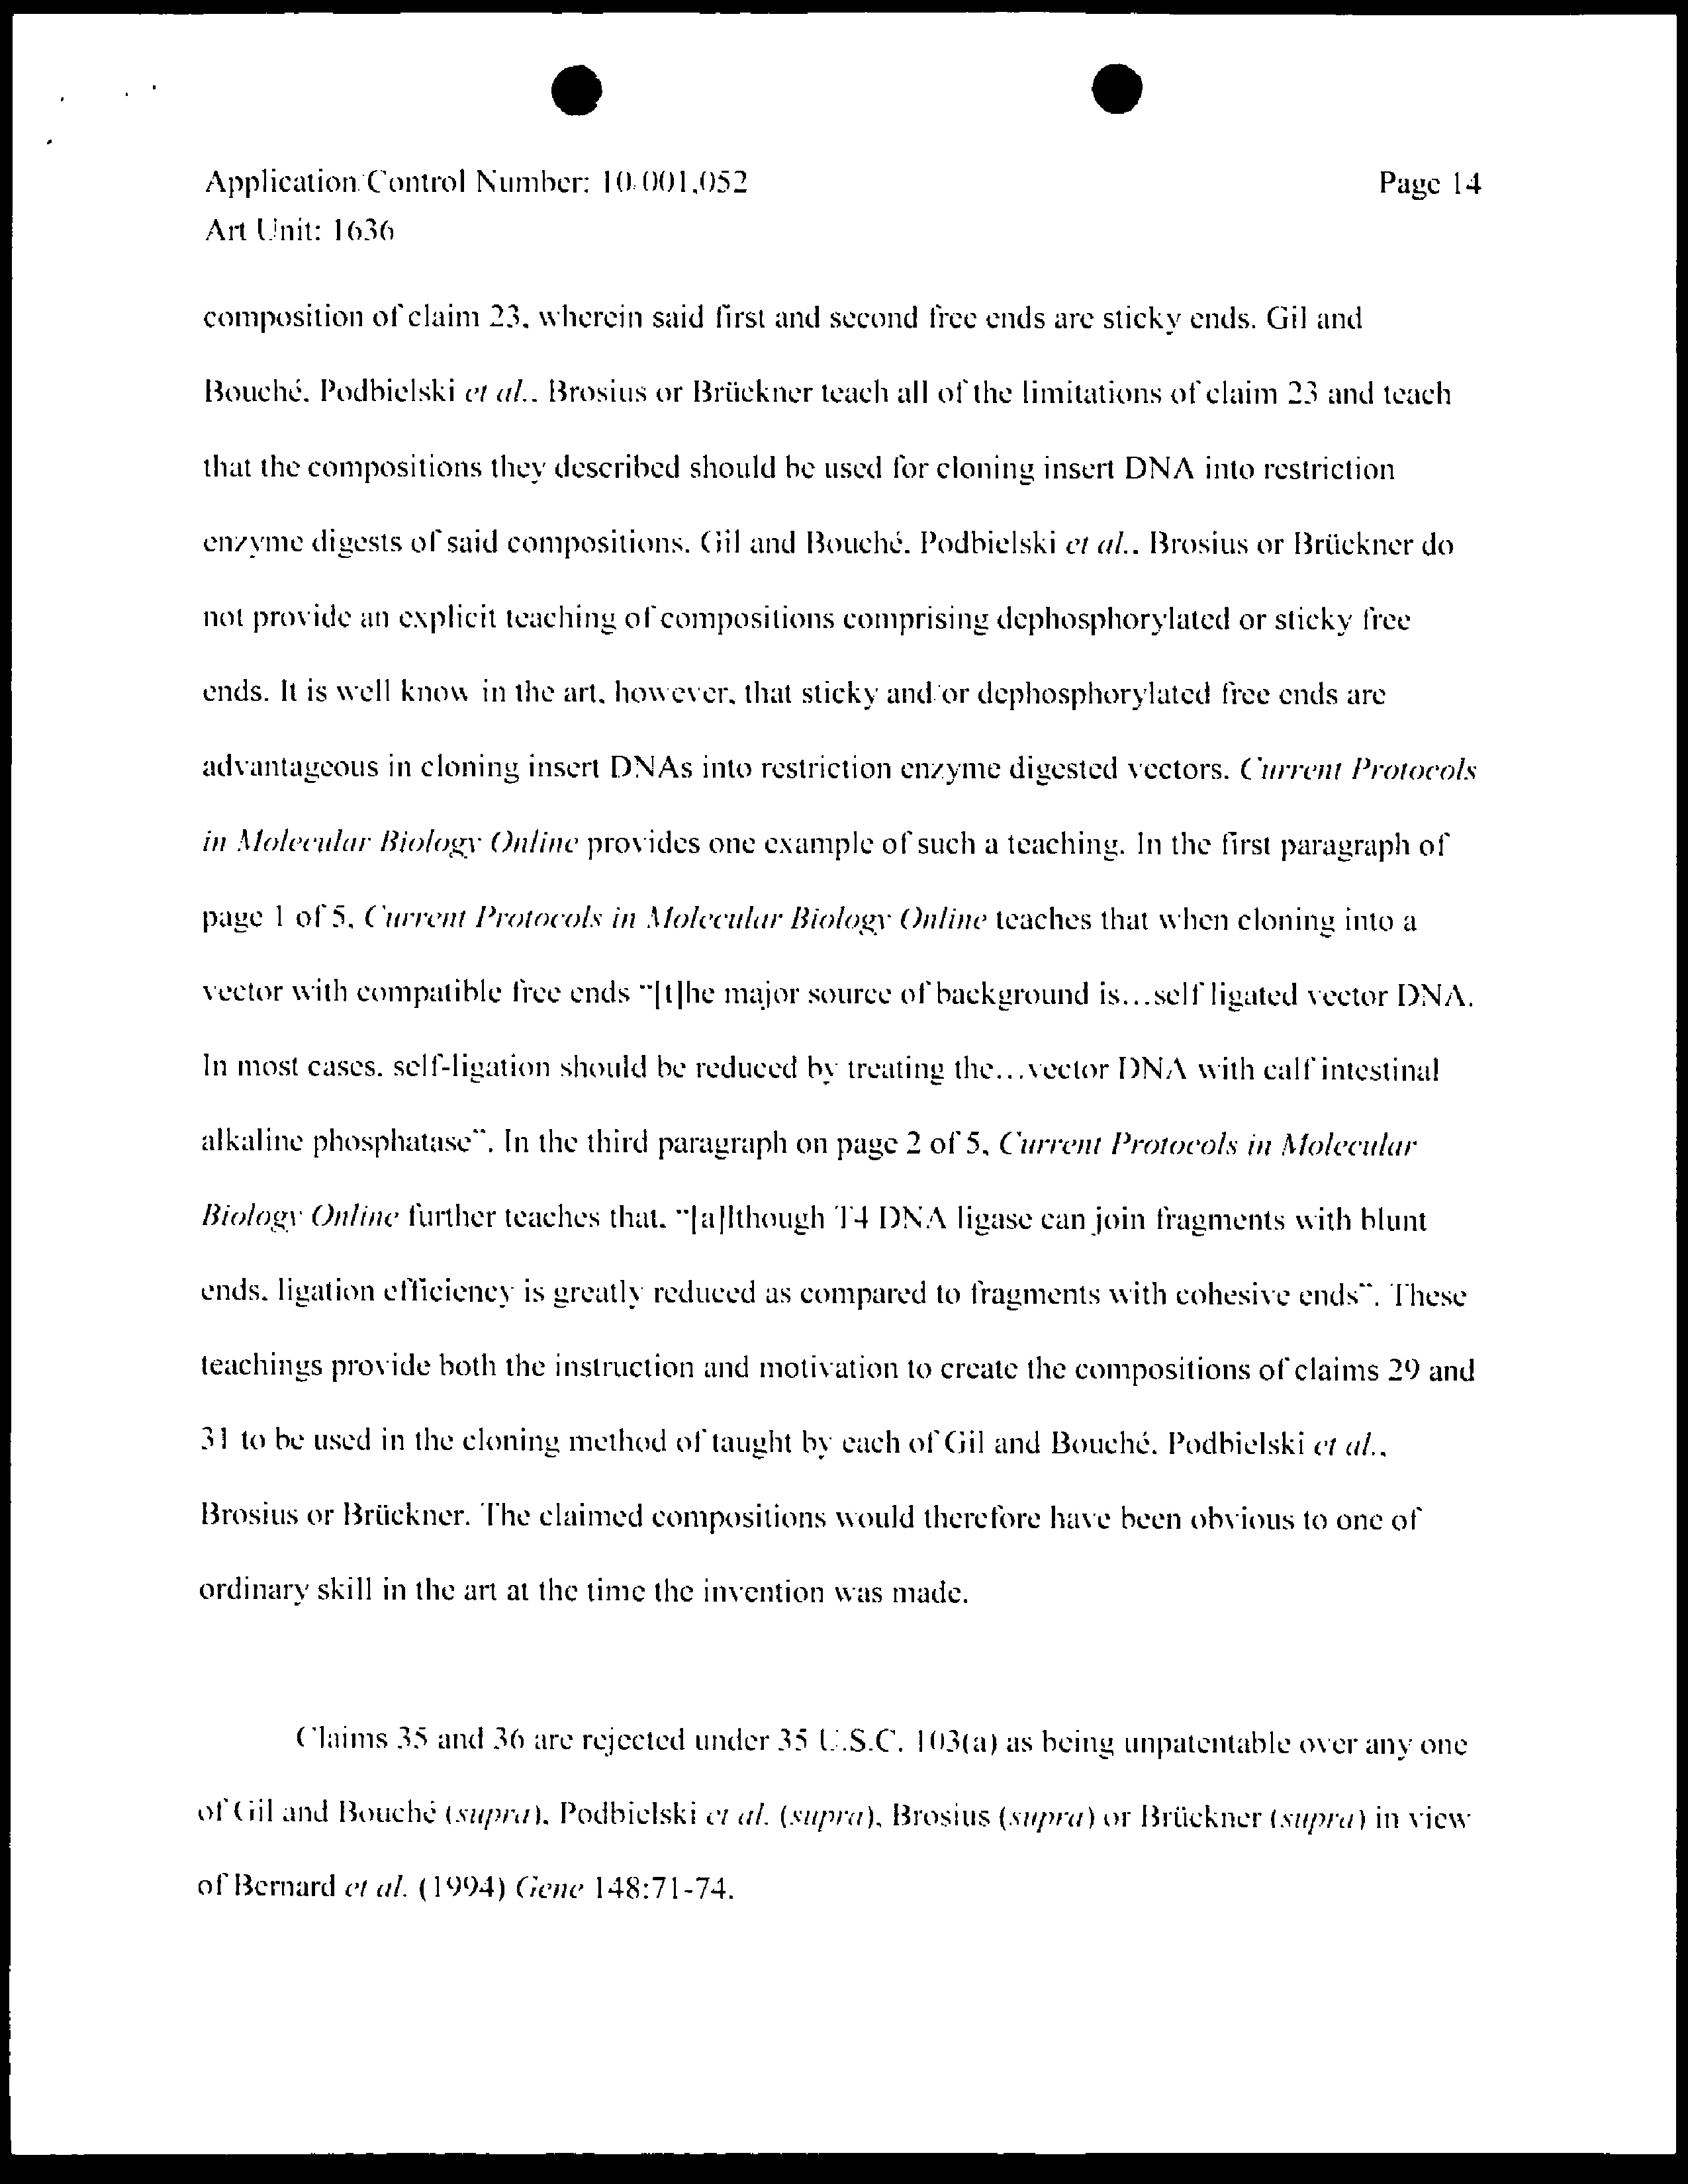 Application/Control Number: 10/001,052 Page 14
Art Unit: 1636
composition of claim 23, wherein said first and second free ends are sticky ends. Gil and
Bouché, Podbielski et al., Brosius or Brückner teach all of the limitations of claim 23 and teach
that the compositions they described should be used for cloning insert DNA into restriction
enzyme digests of said compositions. Gil and Bouché, Podbielski et al., Brosius or Brückner do
not provide an explicit teaching of compositions comprising dephosphorylated or sticky free
ends. It is well know in the art, however, that sticky and/or dephosphorylated free ends are
advantageous in cloning insert DNAs into restriction enzyme digested vectors. Current Protocols
in Molecular Biology Online provides one example of such a teaching. In the first paragraph of
page 1 of 5, Current Protocols in Molecular Biology Online teaches that when cloning into a
vector with compatible free ends "[t]he major source of background is...self ligated vector DNA.
In most cases, self-ligation should be reduced by treating the...vector DNA with calf intestinal
alkaline phosphatase". In the third paragraph on page 2 of 5, Current Protocols in Molecular
Biology Online further teaches that, "[a]lthough T4 DNA ligase can join fragments with blunt
ends, ligation efficiency is greatly reduced as compared to fragments with cohesive ends". These
teachings provide both the instruction and motivation to create the compositions of claims 29 and
31 to be used in the cloning method of taught by each of Gil and Bouché, Podbielski et al.,
Brosius or Brückner. The claimed compositions would therefore have been obvious to one of
ordinary skill in the art at the time the invention was made.
Claims 35 and 36 are rejected under 35 U.S.C. 103(a) as being unpatentable over any one
of Gil and Bouché (supra), Podbielski et al. (supra), Brosius (supra) or Brückner (supra) in view
of Bernard et al. (1994) Gene 148:71-74.